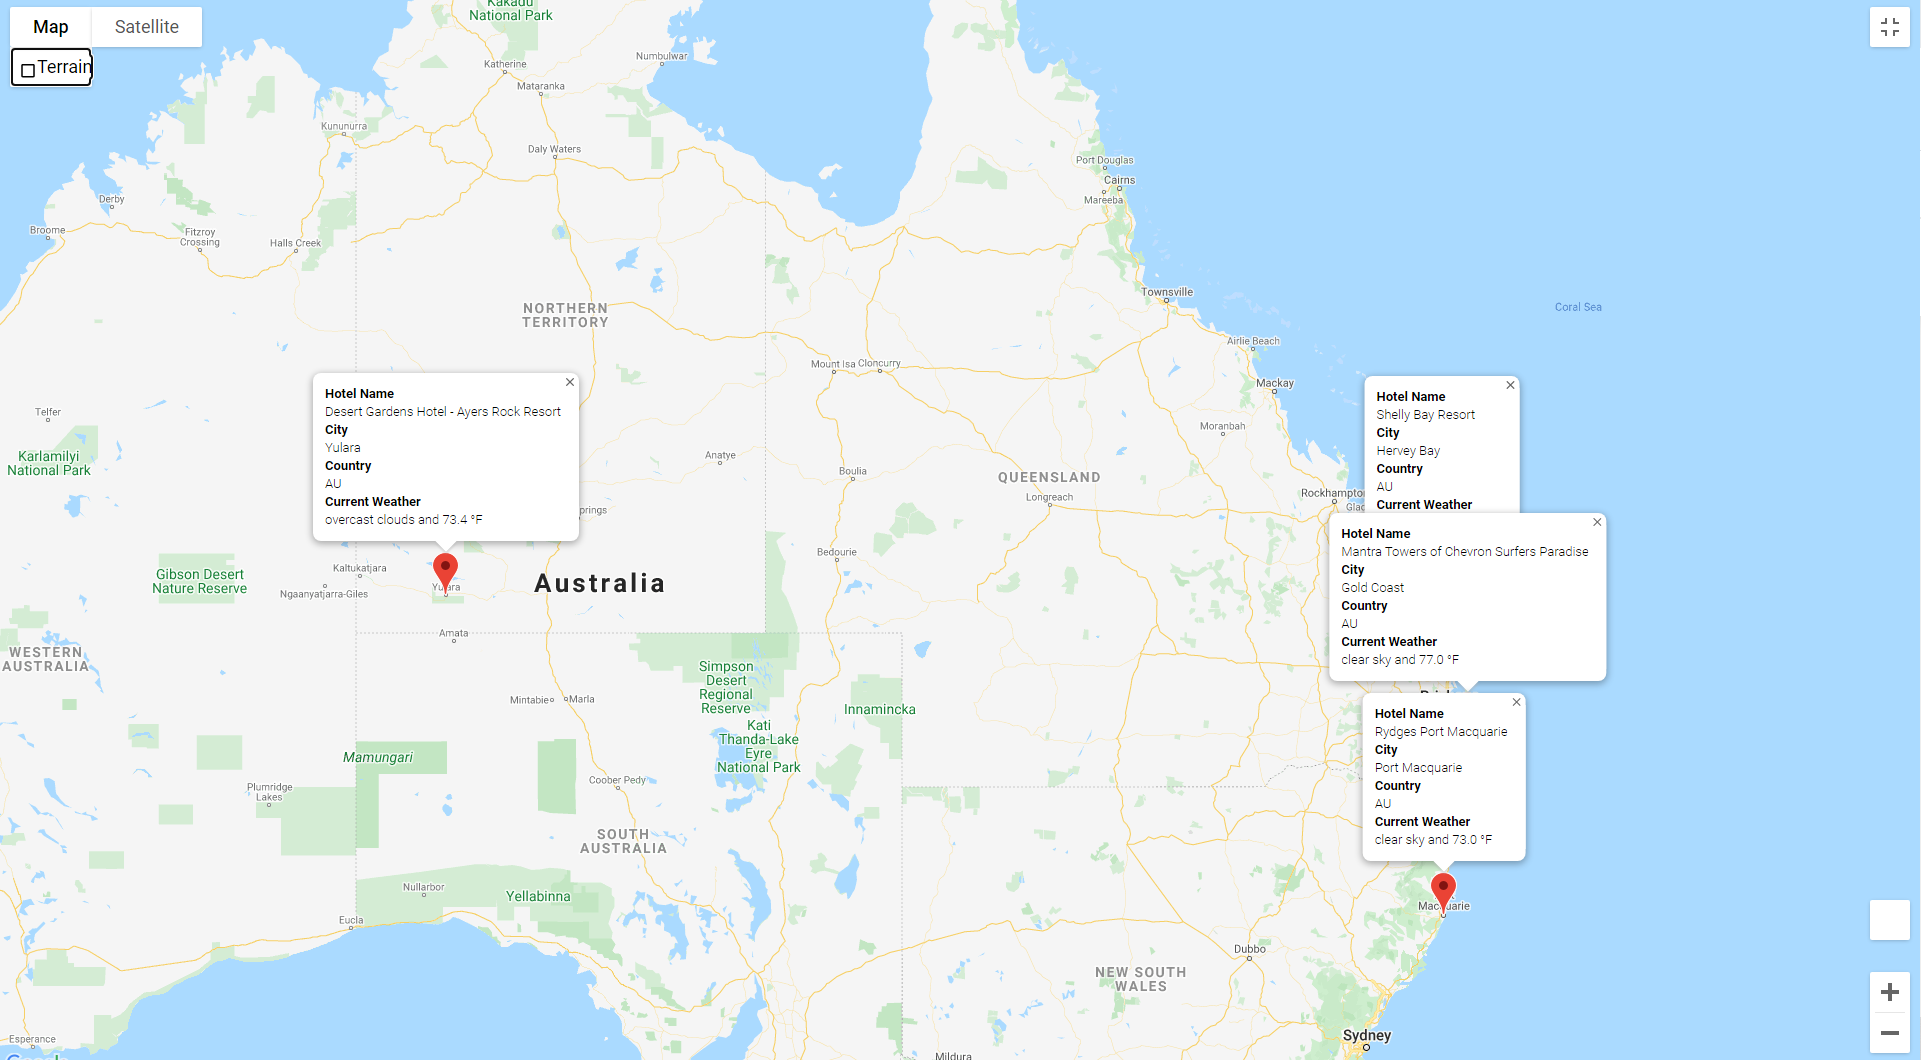 Map
Satellite
Terrain
Kakadu
National Park
Katherine
Numbulwar
Mataranka
Kununurra
Daly Waters
Port Douglas
Cairns
Mareeba
Derby
Broome
Fitzroy
Crossing
Halls Creek
Townsville
NORTHERN
TERRITORY
Coral Sea
Airlie Beach
Mount Isa
Cloncurry
Mackay
Hotel Name
Desert Gardens Hotel - Ayers Rock Resort
City
Yulara
Country
AU
Current Weather
overcast clouds and 73.4 °F
Hotel Name
Shelly Bay Resort
City
Hervey Bay
Country
AU
Current Weather
Telfer
Moranbah
Karlamilyi
National Park
Anatye
Boulia
QUEENSLAND
Longreach
Rockhampton
prings
Hotel Name
Mantra Towers of Chevron Surfers Paradise
City
Gold Coast
Country
AU
Current Weather
clear sky and 77.0 °F
Bedourie
Kaltukatjara
Gibson Desert
Nature Reserve
Ngaanyatjarra-Giles
Yulara
Australia
Amata
WESTERN
AUSTRALIA
Simpson
Desert
Regional
Reserve
Mintabie
Marla
Innamincka
Kati
Thanda-Lake
Eyre
National Park
Hotel Name
Rydges Port Macquarie
City
Port Macquarie
Country
AU
Current Weather
clear sky and 73.0 °F
Mamungari
Plumridge
Lakes
Coober Pedy
SOUTH
AUSTRALIA
Nullarbor
Yellabinna
Eucla
Macquarie
Dubbo
NEW SOUTH
WALES
Esperance
Sydney
Mildura